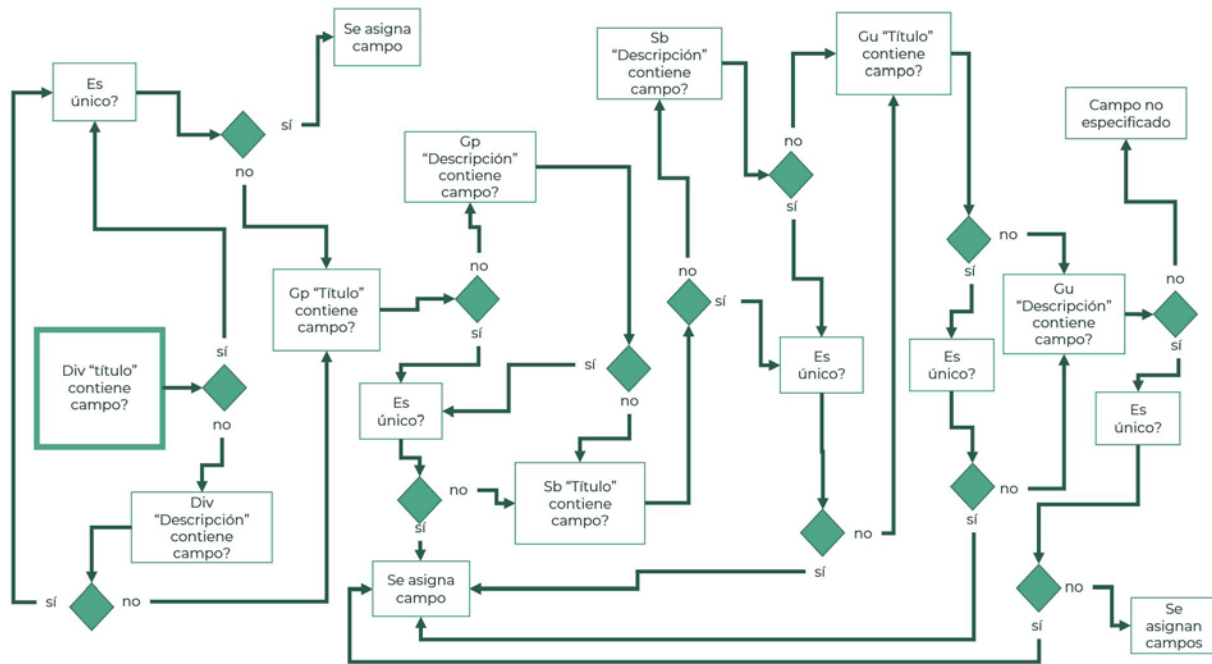 Se asigna
campo
Es
único?
sí
no
Div “título”
contiene
campo?
sí
no
Div
“Descripción”
contiene
campo?
sí
no
Gp “Título”
contiene
campo?
Gp
“Descripción”
contiene
campo?
no
sí
Es
único?
sí
no
no
sí
Se asigna
campo
Sb “Título”
contiene
campo?
no
sí
Sb
“Descripción
contiene
campo?
no
sí
Es
único?
no
sí
Gu “Título”
contiene
campo?
no
sí
Es
único?
no
sí
Gu
“Descripción”
contiene
campo?
no
sí
Campo no
especificado
Es
único?
no
sí
Se
asignan
campos